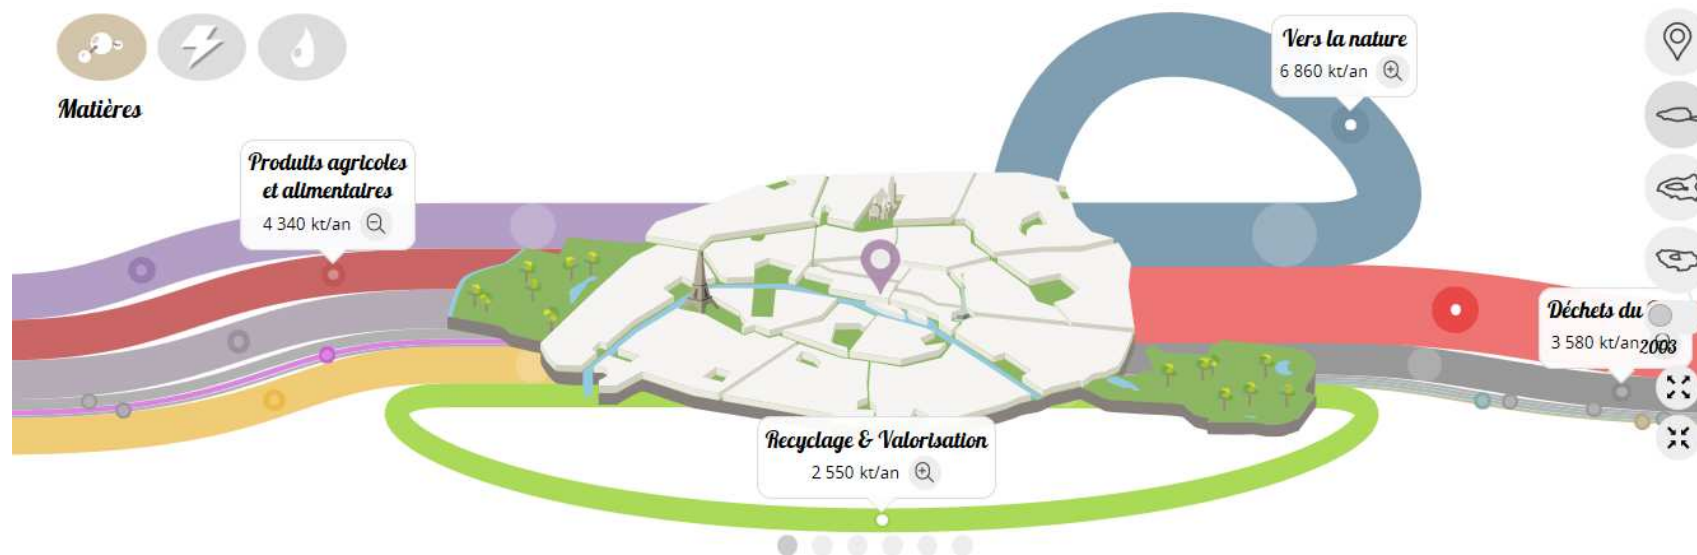 Matières
Vers la nature
6 860 kt/an
Produits agricoles
et alimentaires
4 340 kt/an
Déchets du
3 580 kt/an
2003
Recyclage & Valorisation
2 550 kt/an